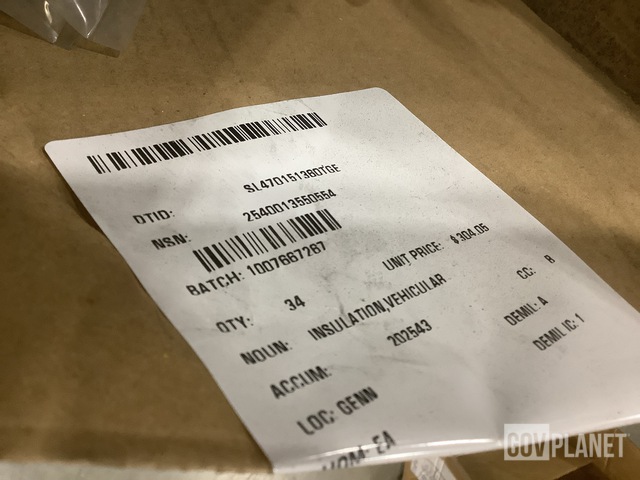 DTID: SL470151360TGE
NSN: 2540013550554
BATCH: 1007667287
QTY: 34 UNIT PRICE: $ 304.05
NOUN: INSULATION,VEHICULAR CC: B
ACCUM: 202543 DEMIL: A
LOC: GENN DEMIL IC: 1
UOM: EA
GOVPLANET